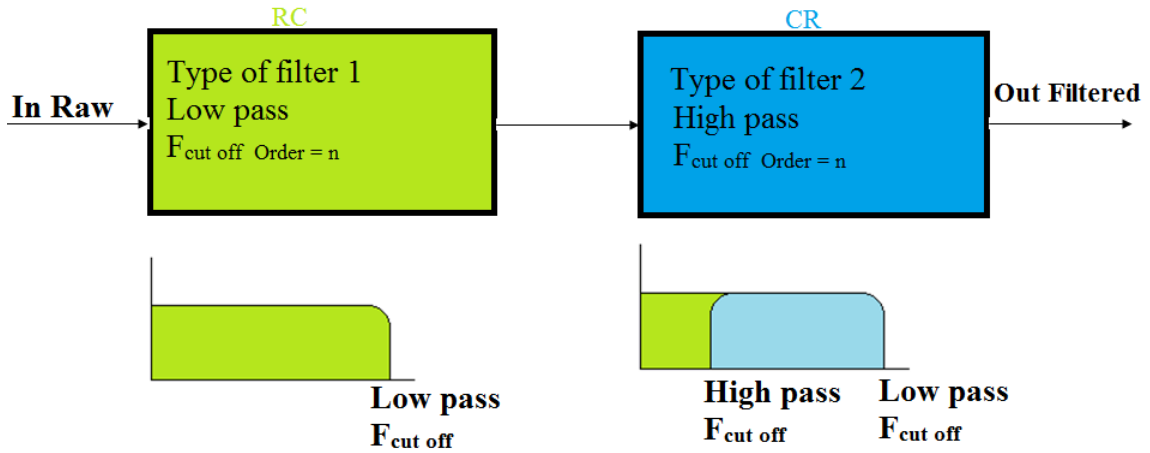 RC
CR
Type of filter 1
Low pass
Fcut off Order = n
Type of filter 2
High pass
Fcut off Order = n
In Raw
Out Filtered
Low pass
Fcut off
High pass
Fcut off
Low pass
Fcut off